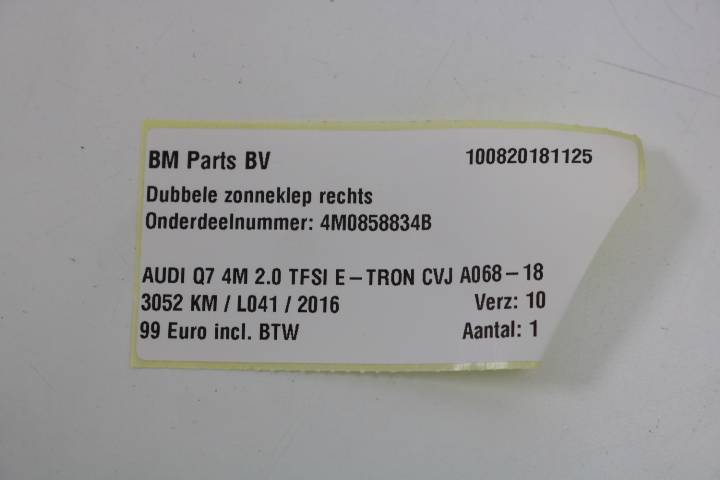 BM Parts BV 100820181125
Dubbele zonneklep rechts
Onderdeelnummer: 4M0858834B
AUDI Q7 4M 2.0 TFSI E-TRON CVJ A068-18
3052 KM / L041 / 2016 Verz: 10
99 Euro incl. BTW Aantal: 1